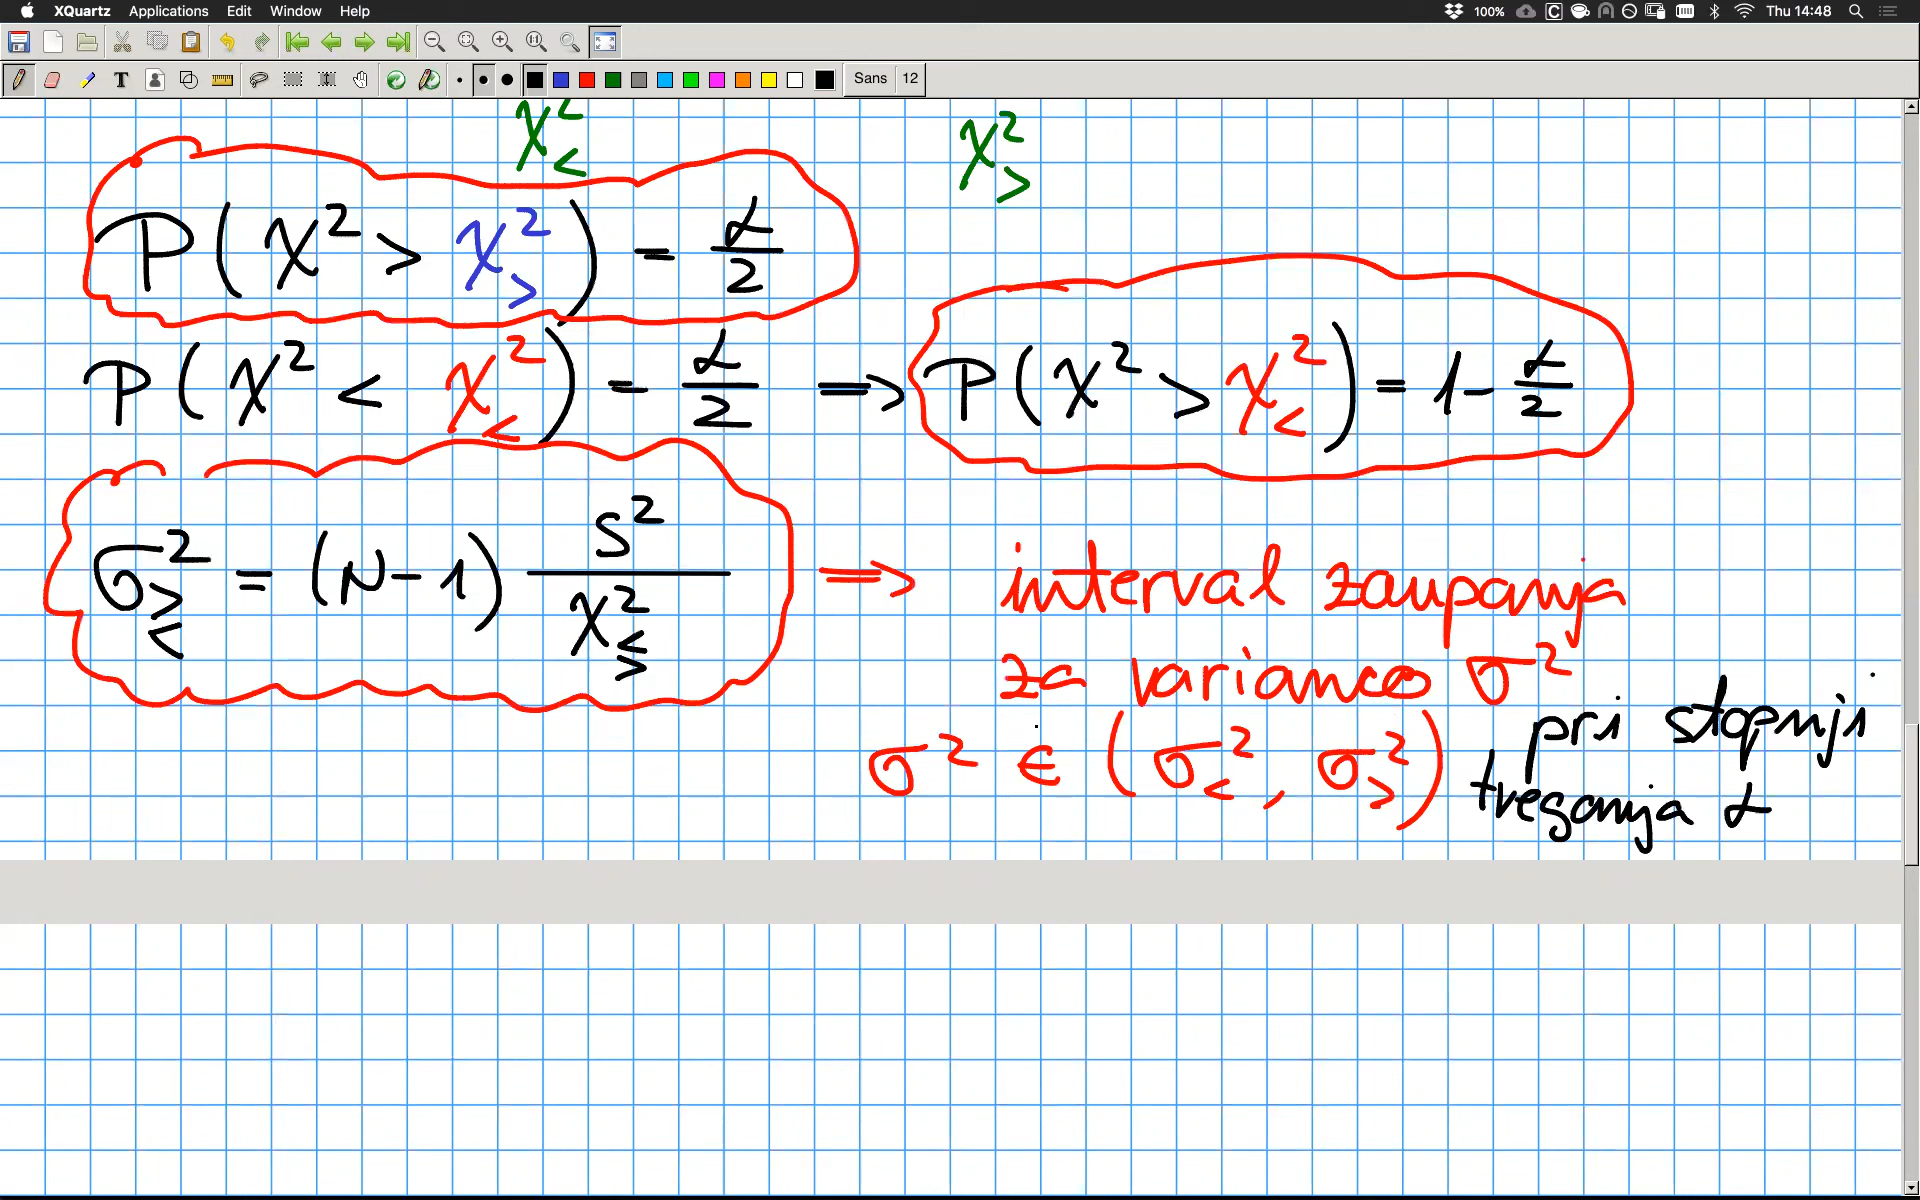 XQuartz Applications Edit Window Help 100% Thu 14:48
Sans 12
χ²<
χ²>
P(χ² > χ²>) = α/2
P(χ² < χ²<) = α/2 ⇒ P(χ² > χ²<) = 1 - α/2
σ²≷ = (N-1) s²/χ²≶ ⇒ interval zaupanja
za varianco σ²
σ² ∈ (σ²<, σ²>) pri stopnji
treganja α